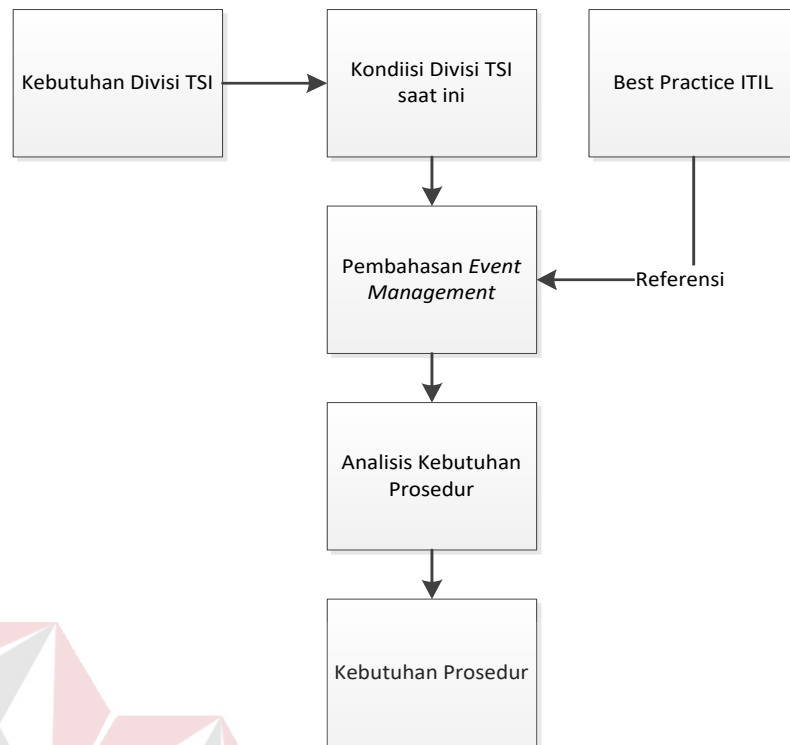 Kebutuhan Divisi TSI
Kondiisi Divisi TSI
saat ini
Best Practice ITIL
Pembahasan Event
Management
Referensi
Analisis Kebutuhan
Prosedur
Kebutuhan Prosedur